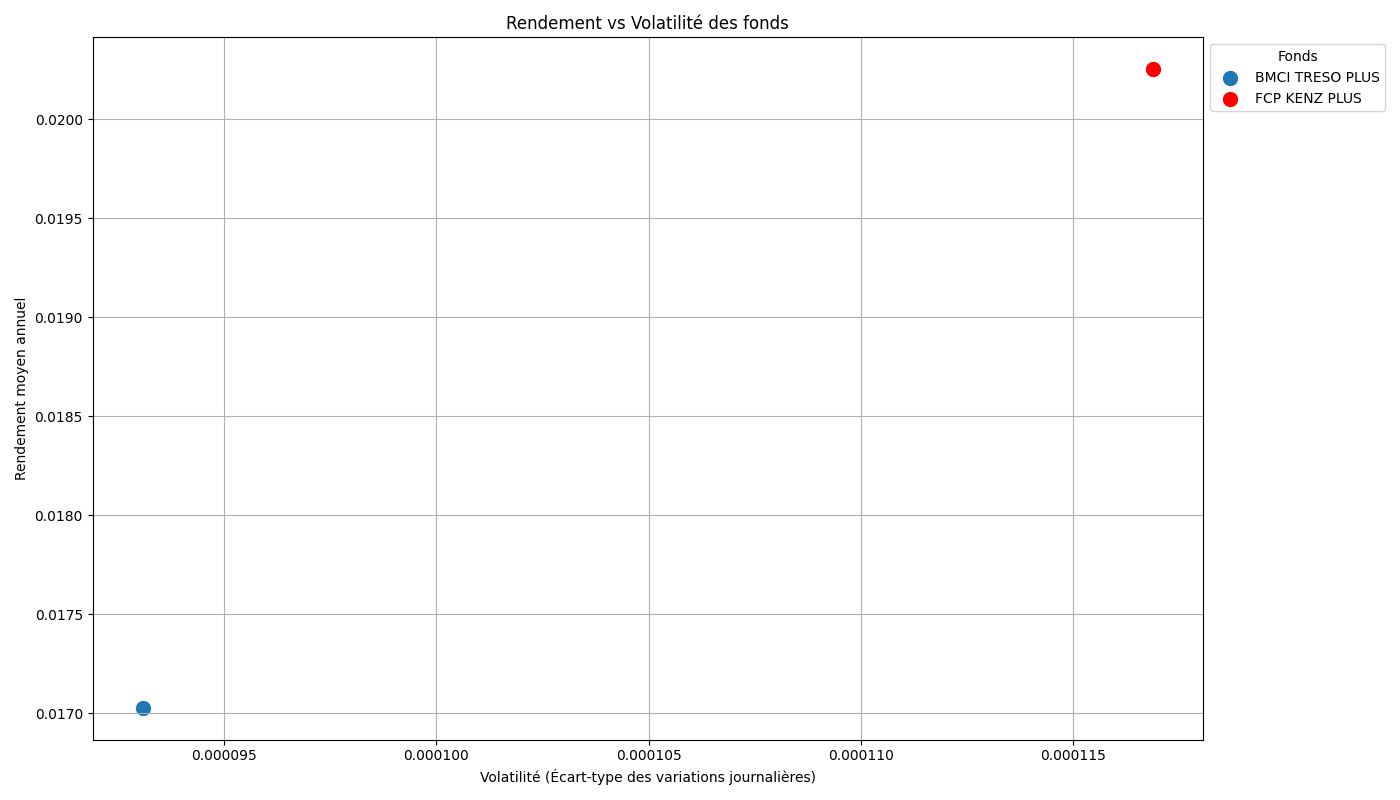 Rendement vs Volatilité des fonds
Fonds
BMCI TRESO PLUS
FCP KENZ PLUS
Rendement moyen annuel
0.0200
0.0195
0.0190
0.0185
0.0180
0.0175
0.0170
0.000095 0.000100 0.000105 0.000110 0.000115
Volatilité (Écart-type des variations journalières)